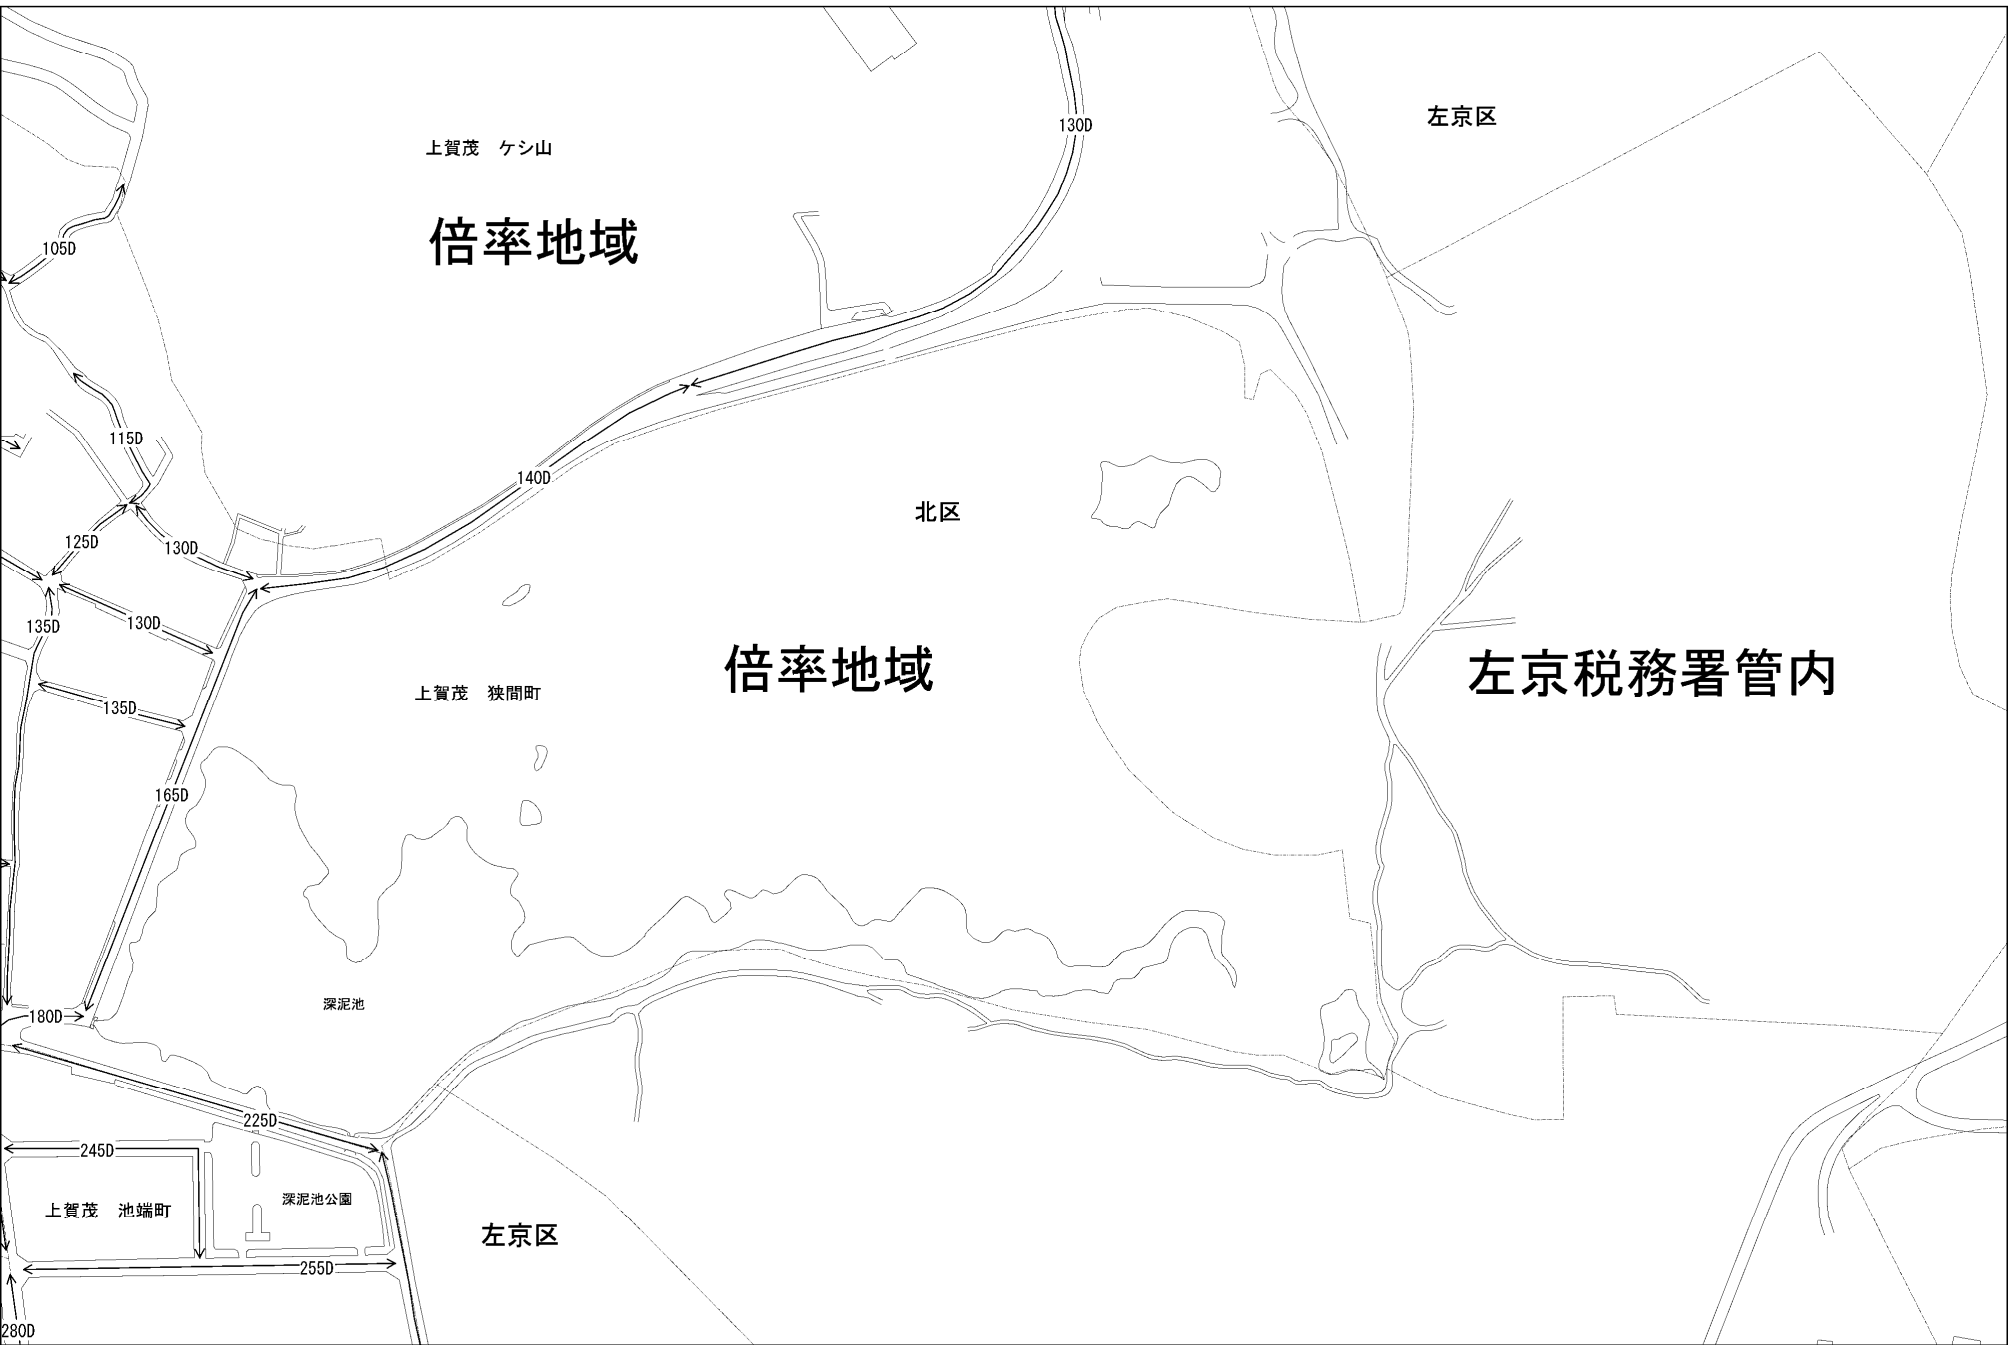 左京区
130D
上賀茂 ケシ山
倍率地域
105D
115D
140D
北区
125D
130D
135D
130D
倍率地域
左京税務署管内
上賀茂 狭間町
135D
165D
深泥池
180D
225D
245D
深泥池公園
上賀茂 池端町
左京区
255D
280D